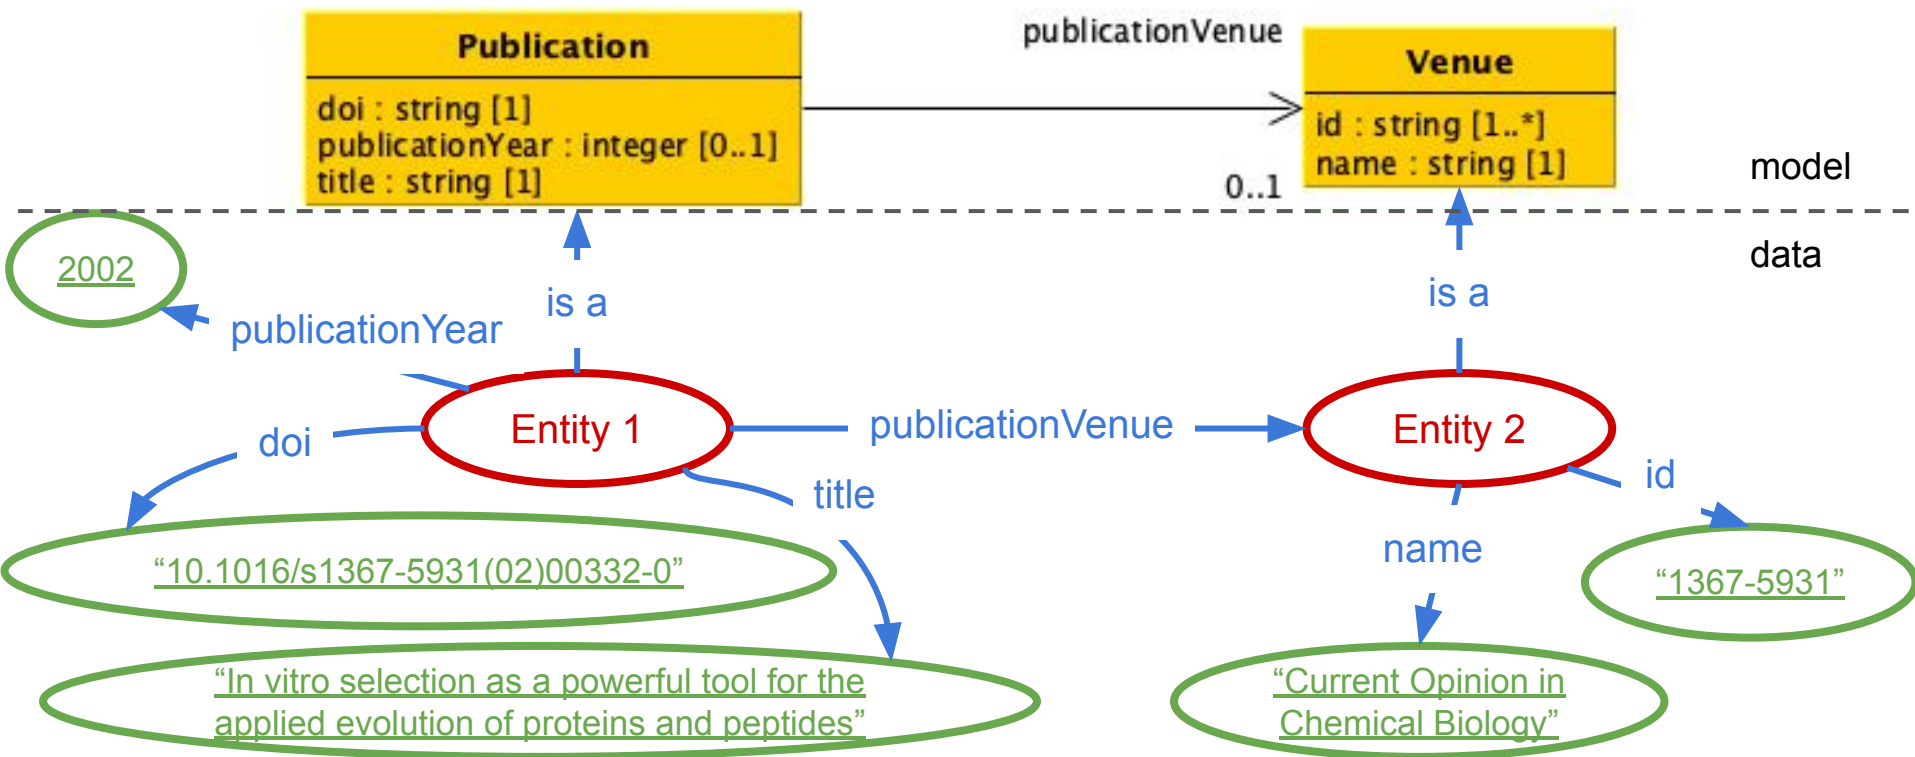 Publication
doi : string [1]
publicationYear : integer [0..1]
title : string [1]
publicationVenue
0..1
Venue
id : string [1..*]
name : string [1]
model
data
2002
publicationYear
is a
is a
Entity 1
publicationVenue
Entity 2
doi
title
id
name
“10.1016/s1367-5931(02)00332-0”
“1367-5931”
“In vitro selection as a powerful tool for the
applied evolution of proteins and peptides”
“Current Opinion in
Chemical Biology”